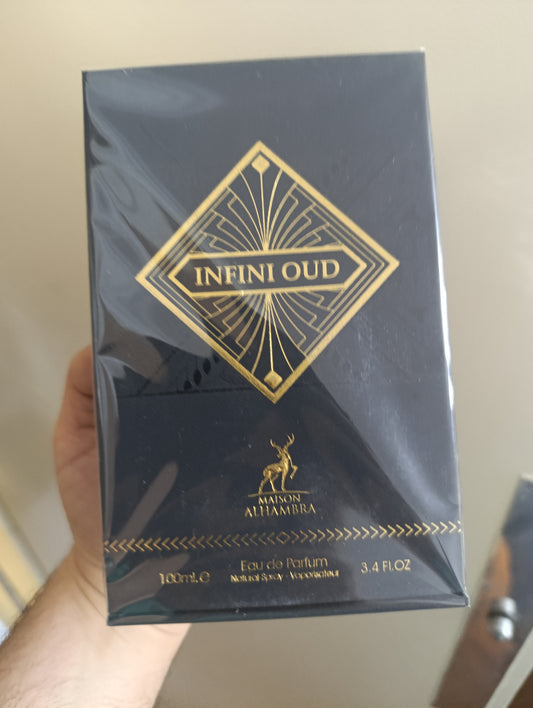 INFINI OUD
MAISON
ALHAMBRA
100mL℮ Eau de Parfum 3.4 Fl.OZ
Natural Spray - Vaporisateur